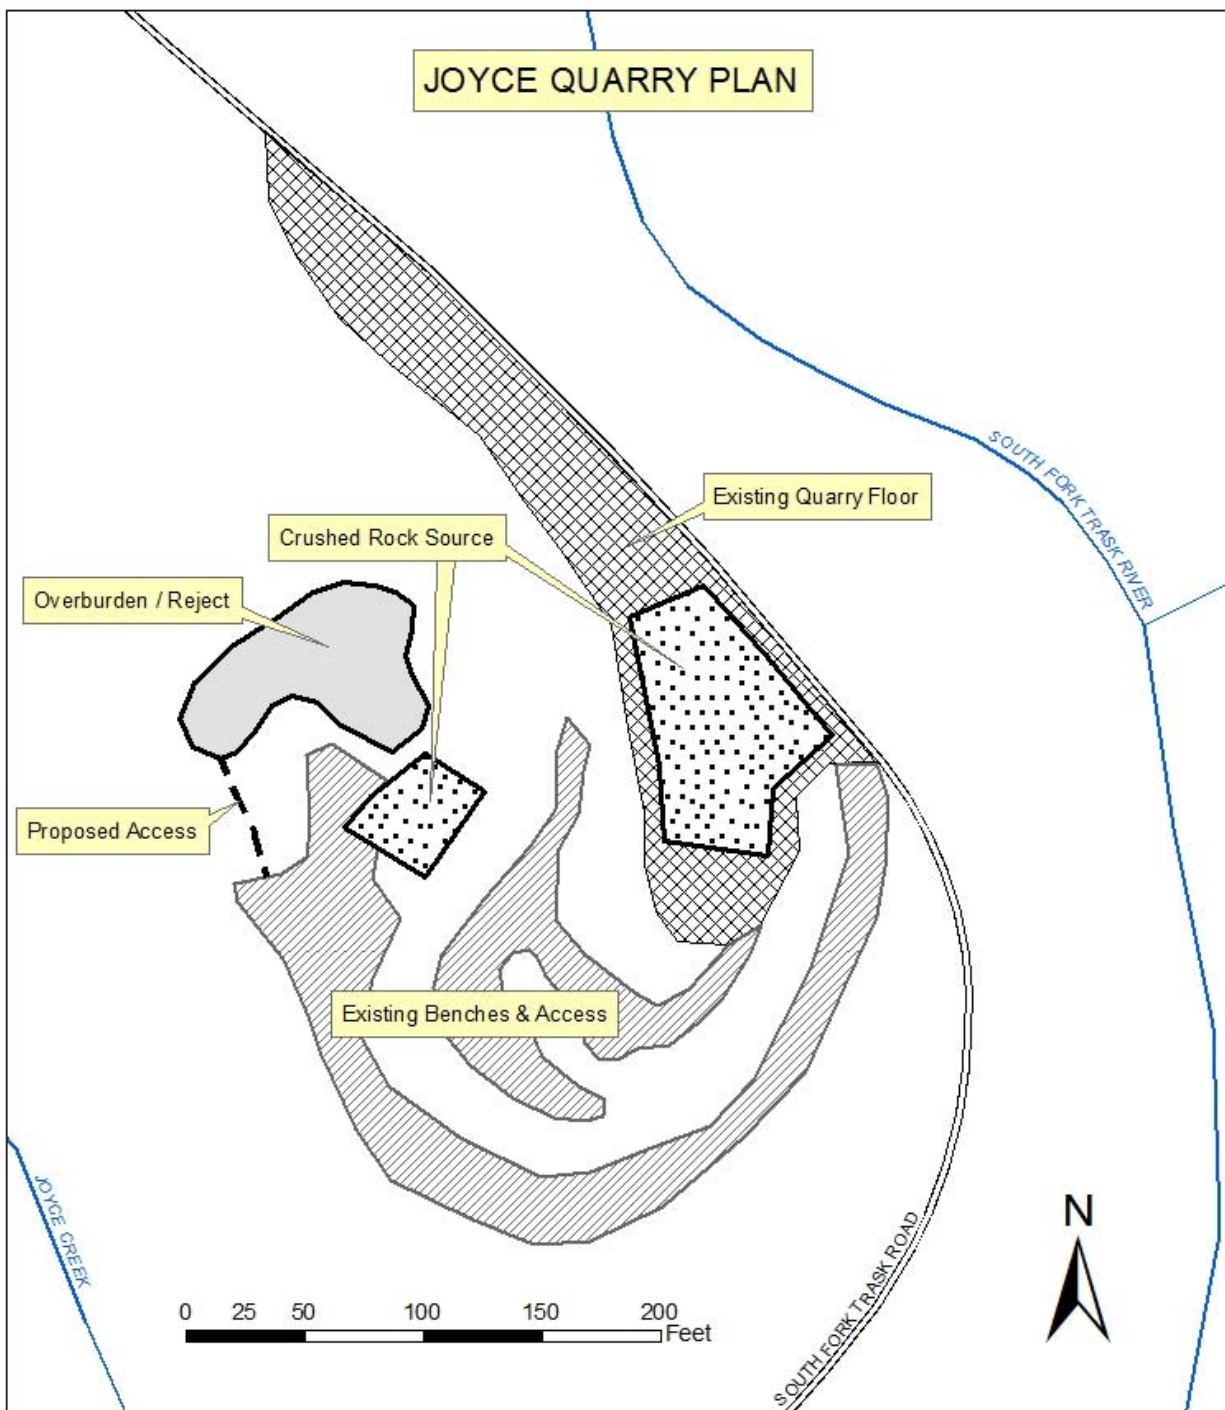 JOYCE QUARRY PLAN
SOUTH FORK TRASK RIVER
Existing Quarry Floor
Crushed Rock Source
Overburden / Reject
Proposed Access
Existing Benches & Access
JOYCE CREEK
SOUTH FORK TRASK ROAD
N
0 25 50 100 150 200
Feet